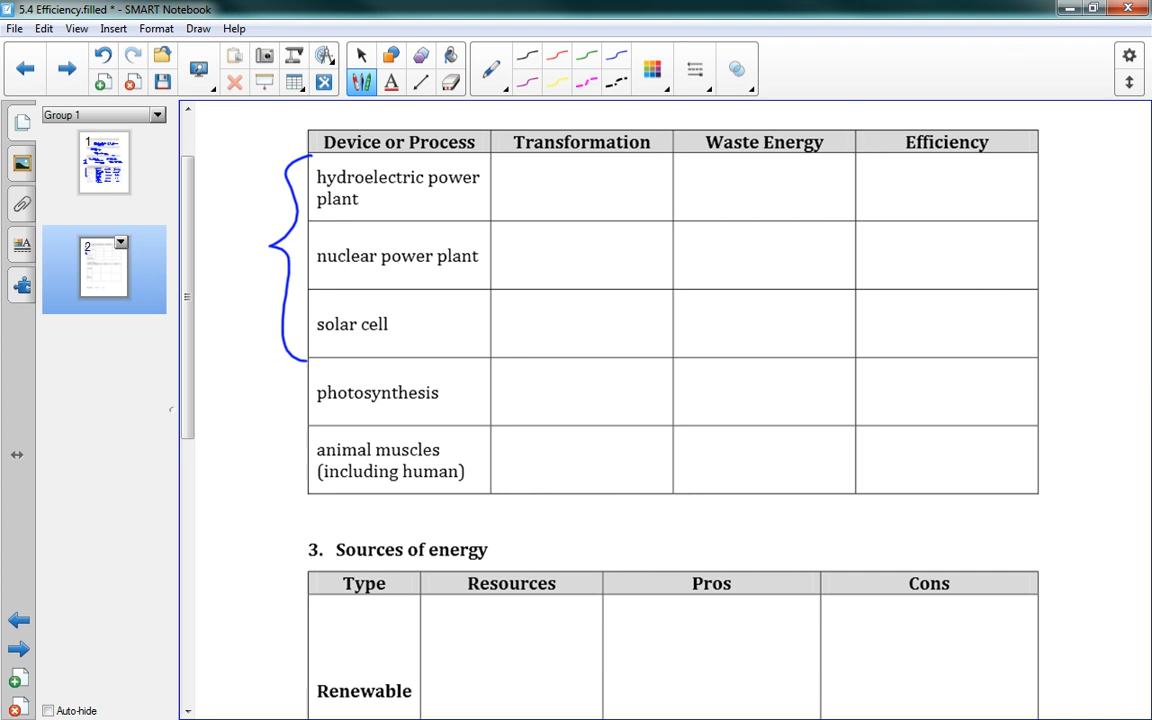 5.4 Efficiency.filled * - SMART Notebook
File Edit View Insert Format Draw Help
Group 1
1
2
Auto-hide
Device or Process Transformation Waste Energy Efficiency
hydroelectric power
plant
nuclear power plant
solar cell
photosynthesis
animal muscles
(including human)
3. Sources of energy
Type Resources Pros Cons
Renewable